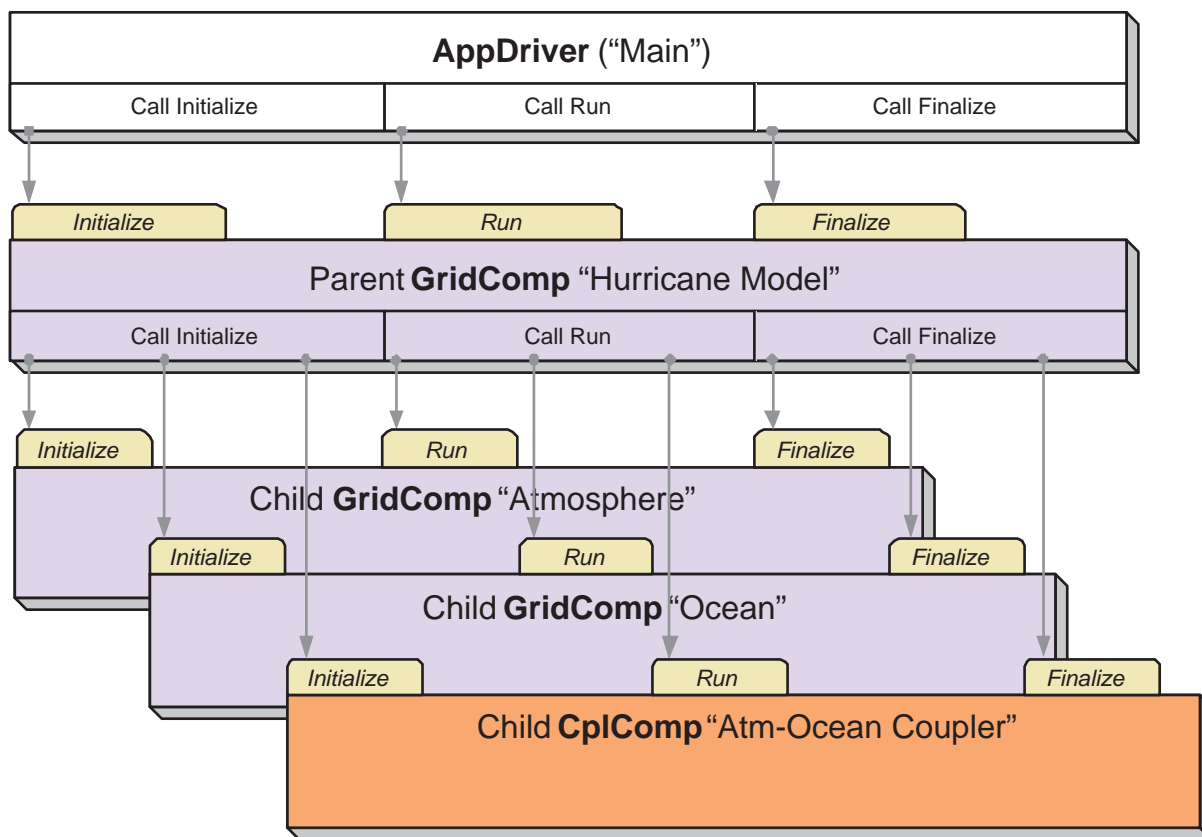 AppDriver (“Main”)
Call Initialize
Call Run
Call Finalize
Initialize
Run
Finalize
Parent GridComp “Hurricane Model”
Call Initialize
Call Run
Call Finalize
Initialize
Run
Finalize
Child GridComp “Atmosphere”
Initialize
Run
Finalize
Child GridComp “Ocean”
Initialize
Run
Finalize
Child CplComp “Atm-Ocean Coupler”